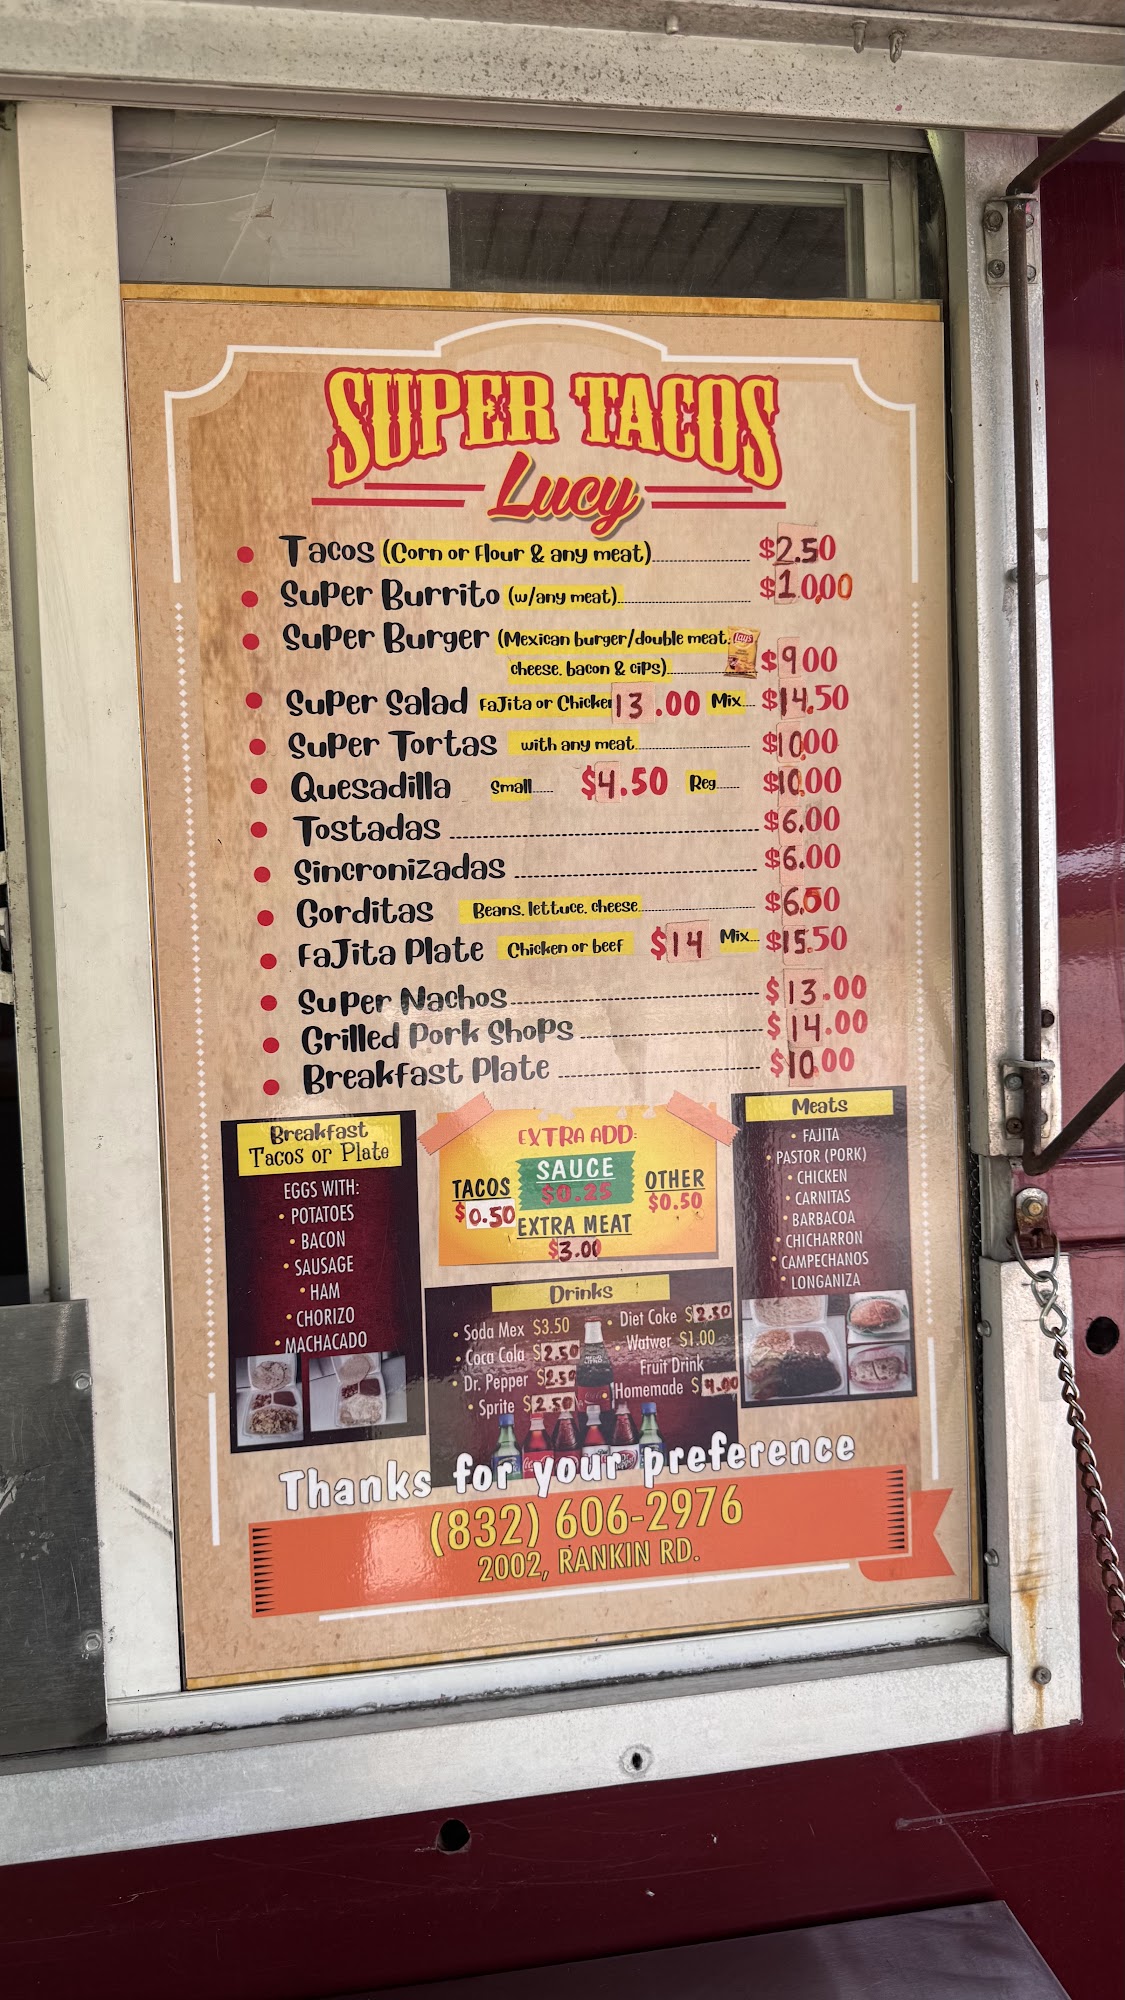 SUPER TACOS
Lucy
Tacos (Corn or Flour & any meat) $2.50
Super Burrito (w/any meat) $10.00
Super Burger (Mexican burger/double meat,
cheese, bacon & cips) $9.00
Lay's
Super Salad Fajita or Chicken 13.00 Mix $14.50
Super Tortas with any meat $10.00
Quesadilla Small $4.50 Reg $10.00
Tostadas $6.00
Sincronizadas $6.00
Gorditas Beans, lettuce, cheese $6.50
Fajita Plate Chicken or beef $14 Mix $15.50
Super Nachos $13.00
Grilled Pork Shops $14.00
Breakfast Plate $10.00
Breakfast
Tacos or Plate
EGGS WITH:
• POTATOES
• BACON
• SAUSAGE
• HAM
• CHORIZO
• MACHACADO
EXTRA ADD:
TACOS
$0.50
SAUCE
$0.25
OTHER
$0.50
EXTRA MEAT
$3.00
Drinks
• Soda Mex $3.50
• Coca Cola $2.50
• Dr. Pepper $2.50
• Sprite $2.50
• Diet Coke $2.50
• Watwer $1.00
Fruit Drink
• Homemade $4.00
Meats
• FAJITA
• PASTOR (PORK)
• CHICKEN
• CARNITAS
• BARBACOA
• CHICHARRON
• CAMPECHANOS
• LONGANIZA
Thanks for your preference
(832) 606-2976
2002, RANKIN RD.